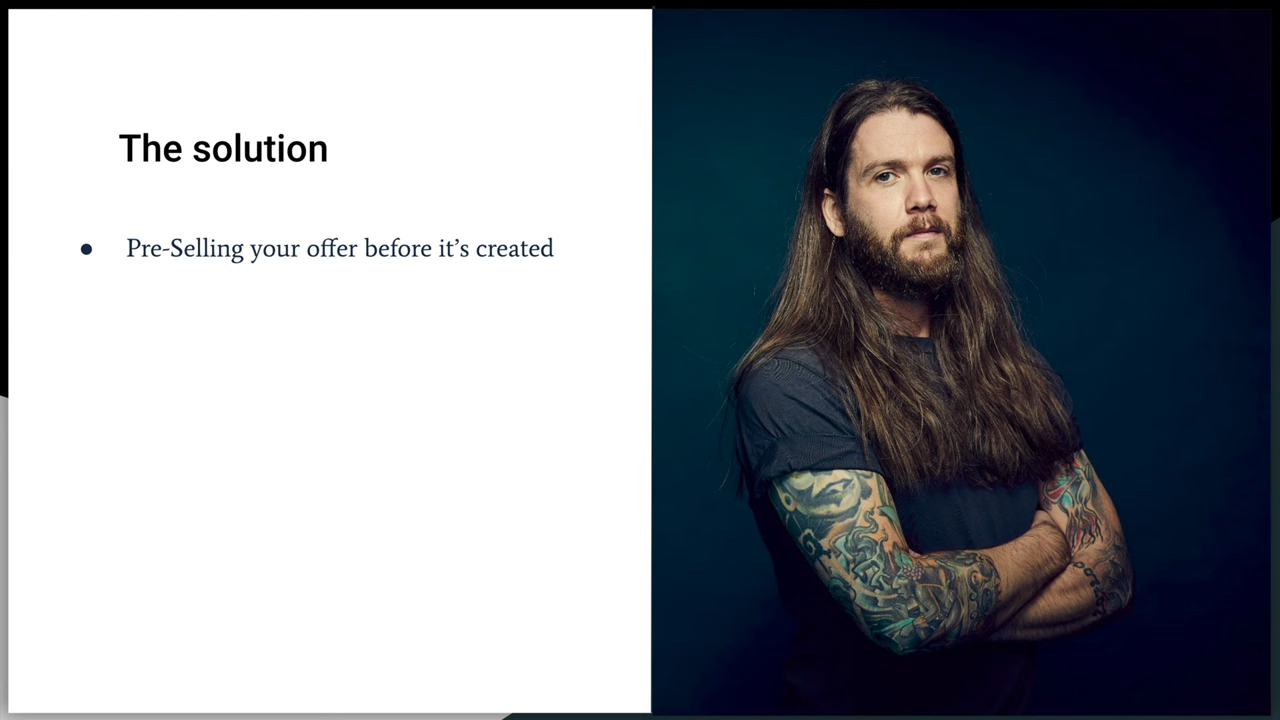 The solution
● Pre-Selling your offer before it’s created